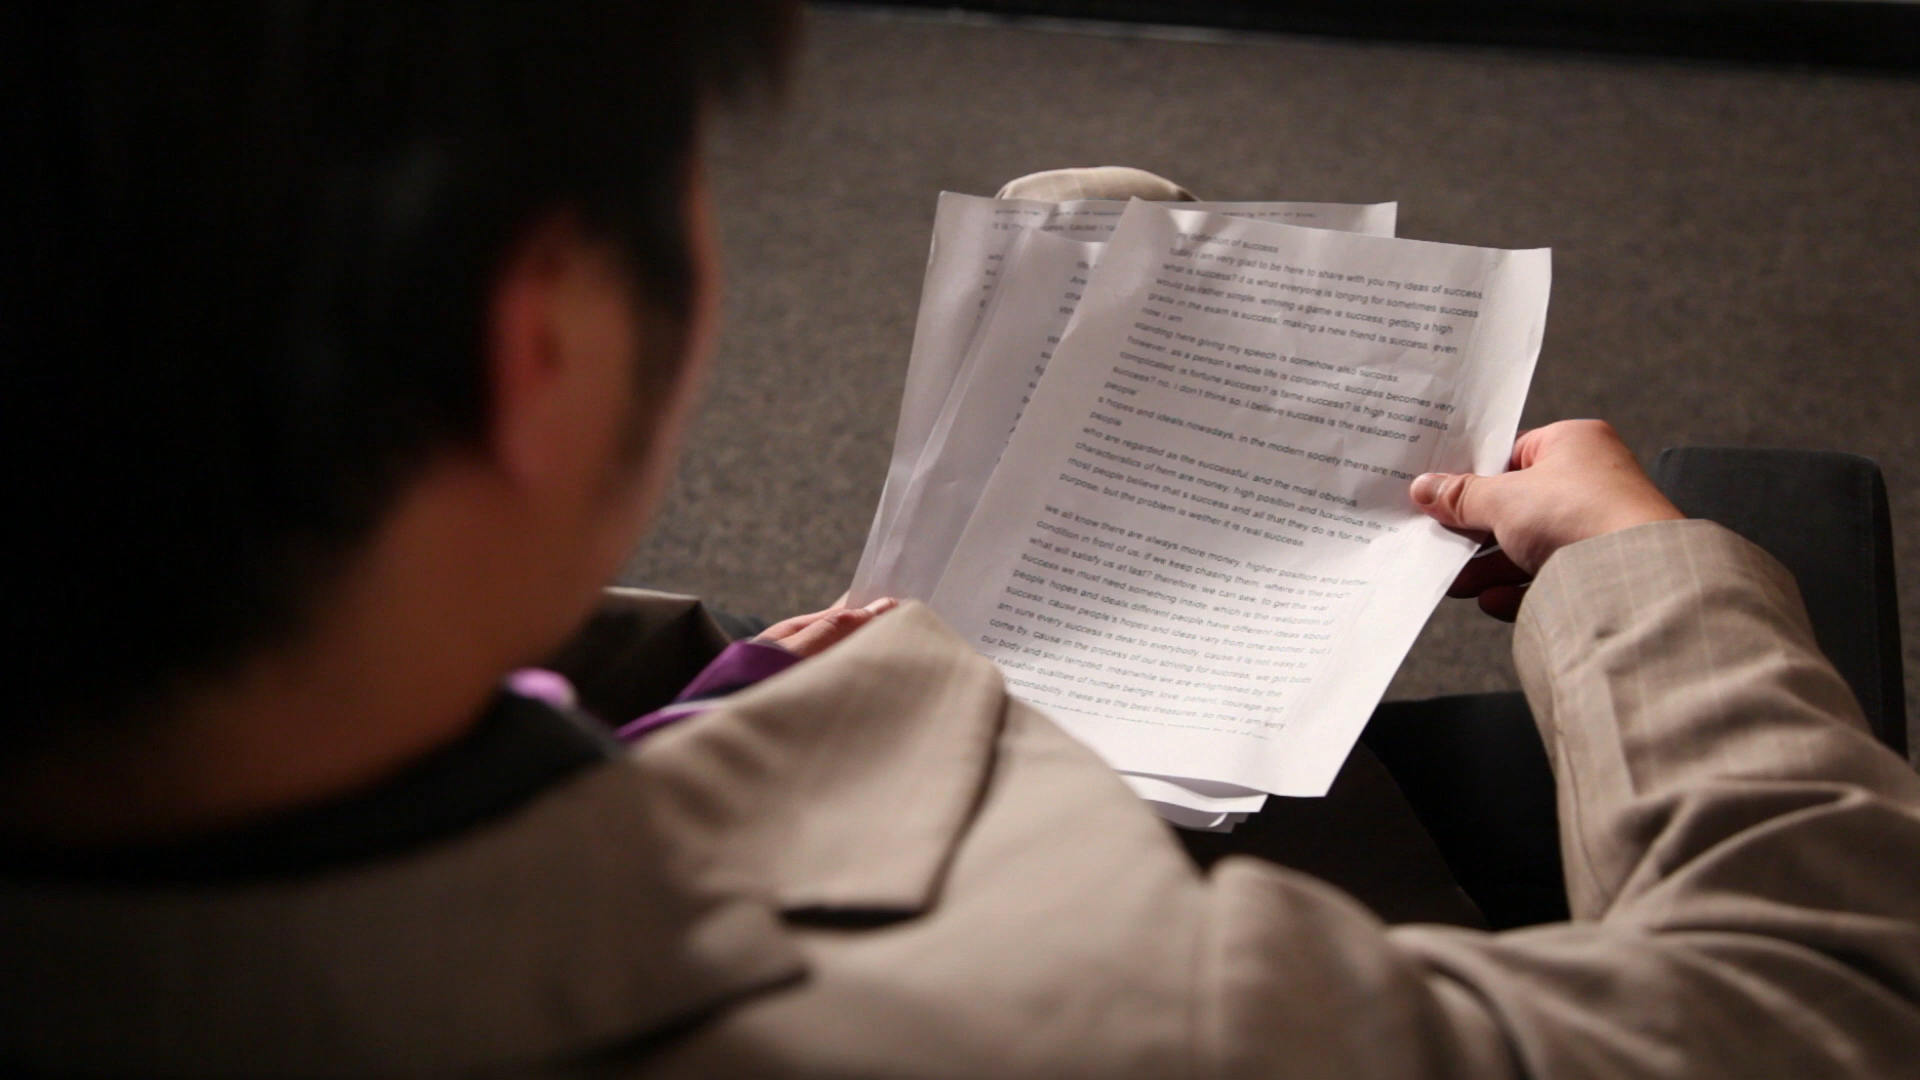 my definition of success
today i am very glad to be here to share with you my ideas of success.
what is success? it is what everyone is longing for sometimes success
would be rather simple. winning a game is success; getting a high
grade in the exam is success; making a new friend is success; even
now i am
standing here giving my speech is somehow also success.
however, as a person's whole life is concerned, success becomes very
complicated. is fortune success? is fame success? is high social status
success? no, i don't think so. i believe success is the realization of
people'
s hopes and ideals.nowadays, in the modern society there are many
people
who are regarded as the successful. and the most obvious
characteristics of hem are money, high position and luxurious life. so
most people believe that s success and all that they do is for this
purpose. but the problem is wether it is real success.
we all know there are always more money, higher position and better
condition in front of us. if we keep chasing them, where is the end?
what will satisfy us at last? therefore, we can see, to get the real
success we must need something inside, which is the realization of
people' hopes and ideals.different people have different ideas about
success. cause people's hopes and ideas vary from one another. but i
am sure every success is dear to everybody. cause it is not easy to
come by. cause in the process of our striving for success, we got both
our body and soul tempted. meanwhile we are enlightened by the
valuable qualities of human beings: love, patient, courage and
responsibility. these are the best treasures. so now i am very